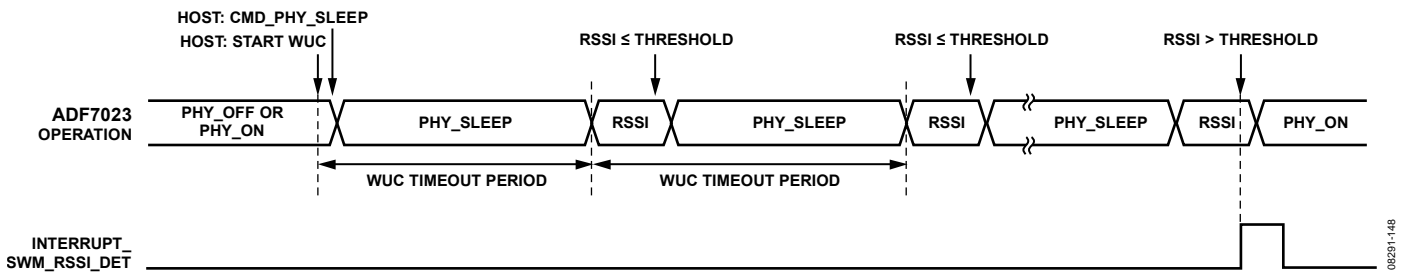 HOST: CMD_PHY_SLEEP
HOST: START WUC
RSSI ≤ THRESHOLD
RSSI ≤ THRESHOLD
RSSI > THRESHOLD
ADF7023
OPERATION
PHY_OFF OR
PHY_ON
PHY_SLEEP
RSSI
PHY_SLEEP
RSSI
PHY_SLEEP
RSSI
PHY_ON
WUC TIMEOUT PERIOD
WUC TIMEOUT PERIOD
INTERRUPT_
SWM_RSSI_DET
08291-148